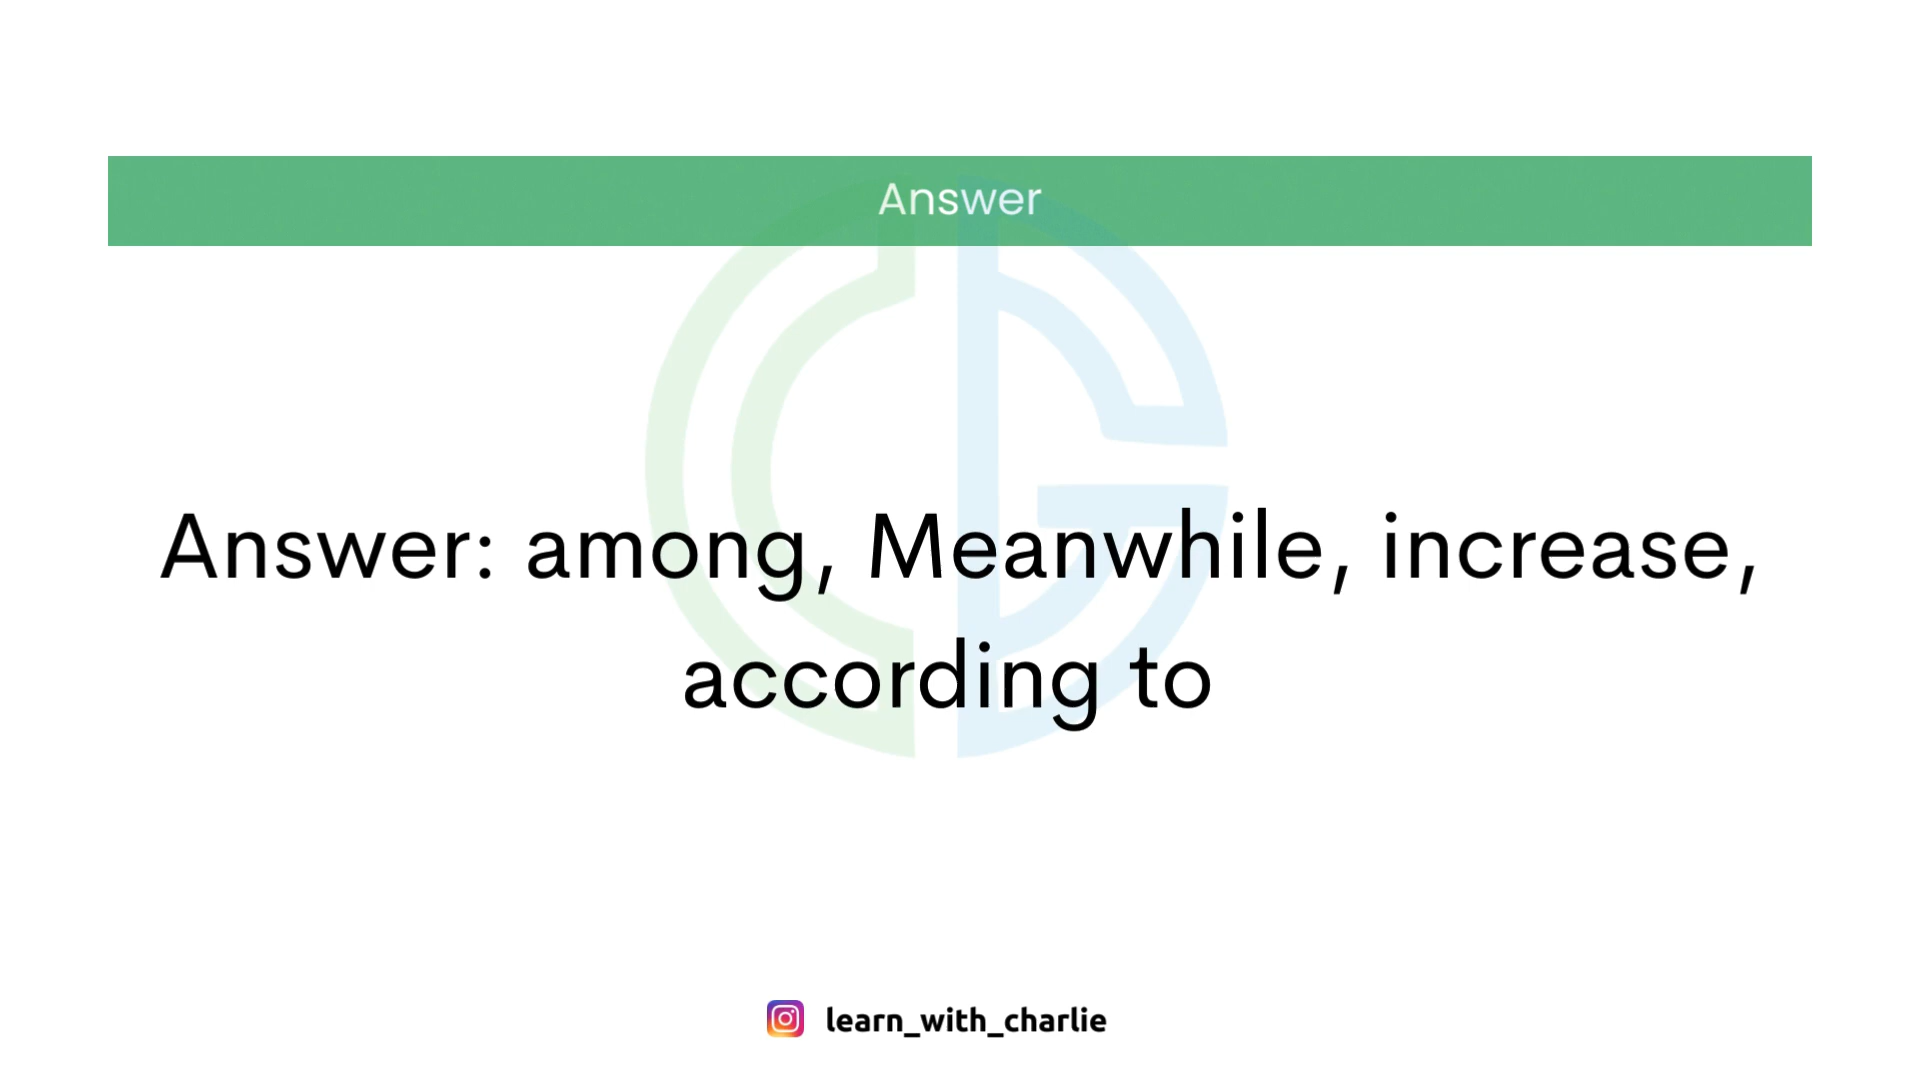 Answer
Answer: among, Meanwhile, increase,
according to
learn_with_charlie